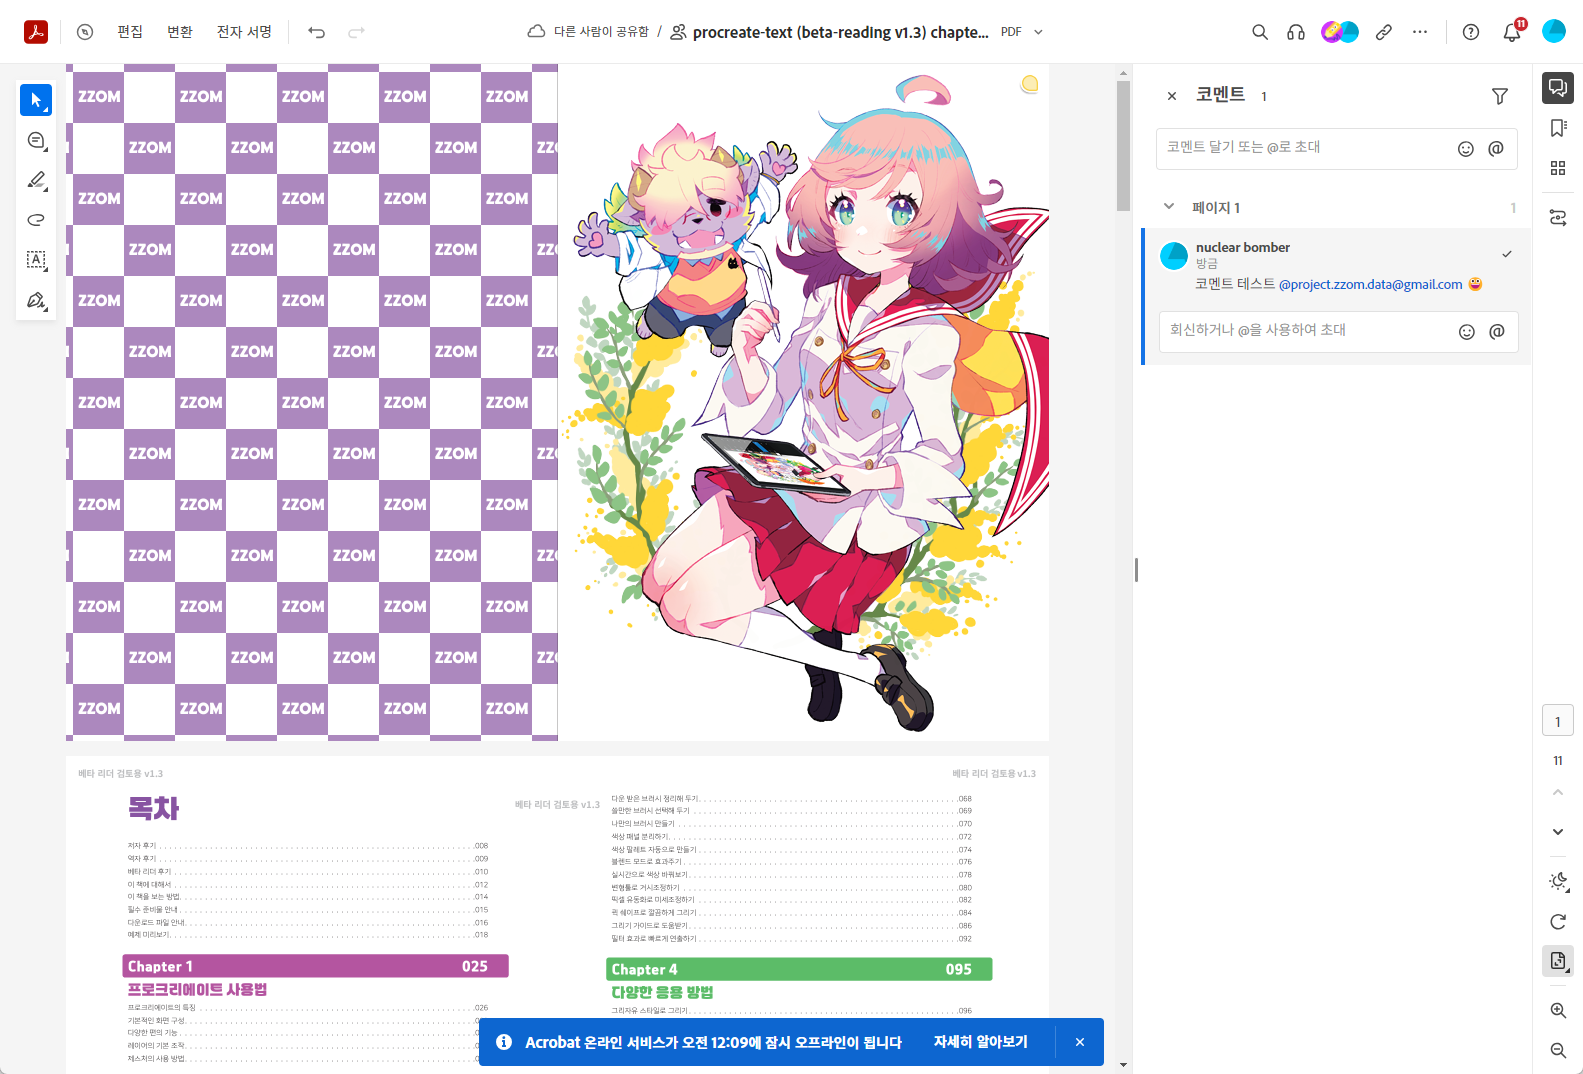 편집 변환 전자 서명
다른 사람이 공유함 / procreate-text (beta-reading v1.3) chapte... PDF
11
ZZOM ZZOM ZZOM ZZOM ZZOM
ZZOM ZZOM ZZOM ZZOM ZZ
ZZOM ZZOM ZZOM ZZOM ZZOM
ZZOM ZZOM ZZOM ZZOM ZZ
ZZOM ZZOM ZZOM ZZOM ZZOM
ZZOM ZZOM ZZOM ZZOM ZZ
ZZOM ZZOM ZZOM ZZOM ZZOM
ZZOM ZZOM ZZOM ZZOM ZZ
ZZOM ZZOM ZZOM ZZOM ZZOM
ZZOM ZZOM ZZOM ZZOM ZZ
ZZOM ZZOM ZZOM ZZOM ZZOM
ZZOM ZZOM ZZOM ZZOM ZZ
ZZOM ZZOM ZZOM ZZOM ZZOM
베타 리더 검토용 v1.3
목차
저자 후기 008
역자 후기 009
베타 리더 후기 010
이 책에 대해서 012
이 책을 보는 방법 014
필수 준비물 안내 015
다운로드 파일 안내 016
예제 미리보기 018
Chapter 1 025
프로크리에이트 사용법
프로크리에이트의 특징 026
기본적인 화면 구성
다양한 펜의 기능
레이어의 기본 조작
제스처의 사용 방법
베타 리더 검토용 v1.3
베타 리더 검토용 v1.3
다운 받은 브러시 정리해 두기 068
쓸만한 브러시 선택해 두기 069
나만의 브러시 만들기 070
색상 패널 분리하기 072
색상 팔레트 자동으로 만들기 074
블렌드 모드로 효과주기 076
실시간으로 색상 바꿔보기 078
변형툴로 거시조정하기 080
픽셀 유동화로 미세조정하기 082
퀵 쉐이프로 깔끔하게 그리기 084
그리기 가이드로 도움받기 086
필터 효과로 빠르게 연출하기 092
Chapter 4 095
다양한 응용 방법
그리자유 스타일로 그리기 096
Acrobat 온라인 서비스가 오전 12:09에 잠시 오프라인이 됩니다 자세히 알아보기
코멘트 1
코멘트 달기 또는 @로 초대
페이지 1 1
nuclear bomber
방금
코멘트 테스트 @project.zzom.data@gmail.com
회신하거나 @을 사용하여 초대
1
11